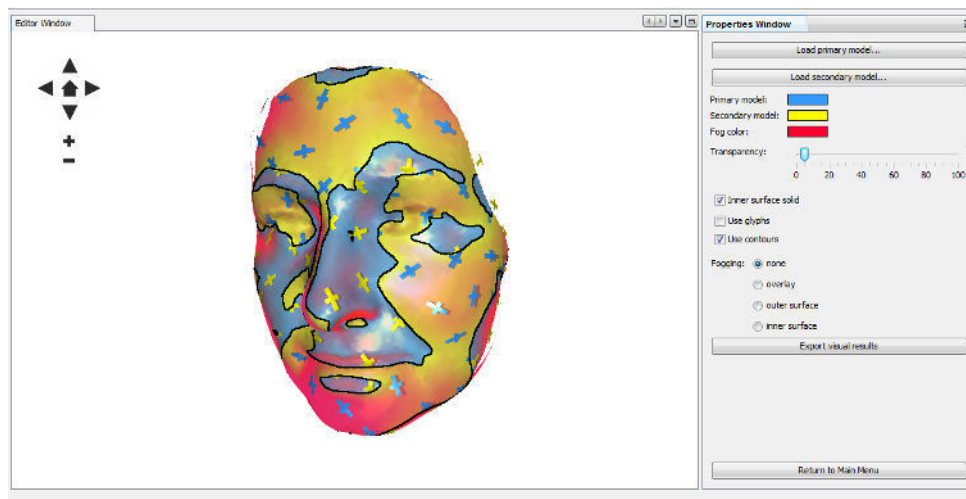 Editor Window
Properties Window
Load primary model...
Load secondary model...
Primary model:
Secondary model:
Fog color:
Transparency:
0 20 40 60 80 100
Inner surface solid
Use glyphs
Use contours
Fogging: none
overlay
outer surface
inner surface
Export visual results
Return to Main Menu